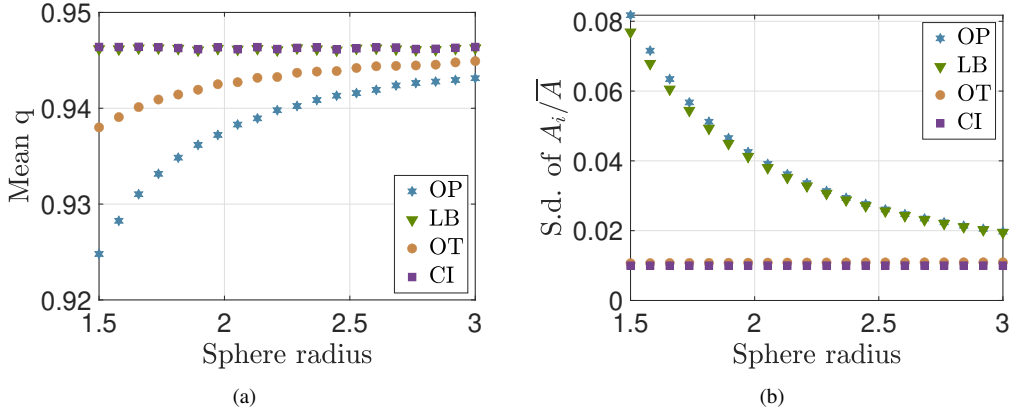 0.95
0.94
0.93
0.92
Mean q
1.5 2 2.5 3
Sphere radius
OP
LB
OT
CI
(a)
0.08
0.06
0.04
0.02
0
S.d. of $A_i/\overline{A}$
1.5 2 2.5 3
Sphere radius
OP
LB
OT
CI
(b)